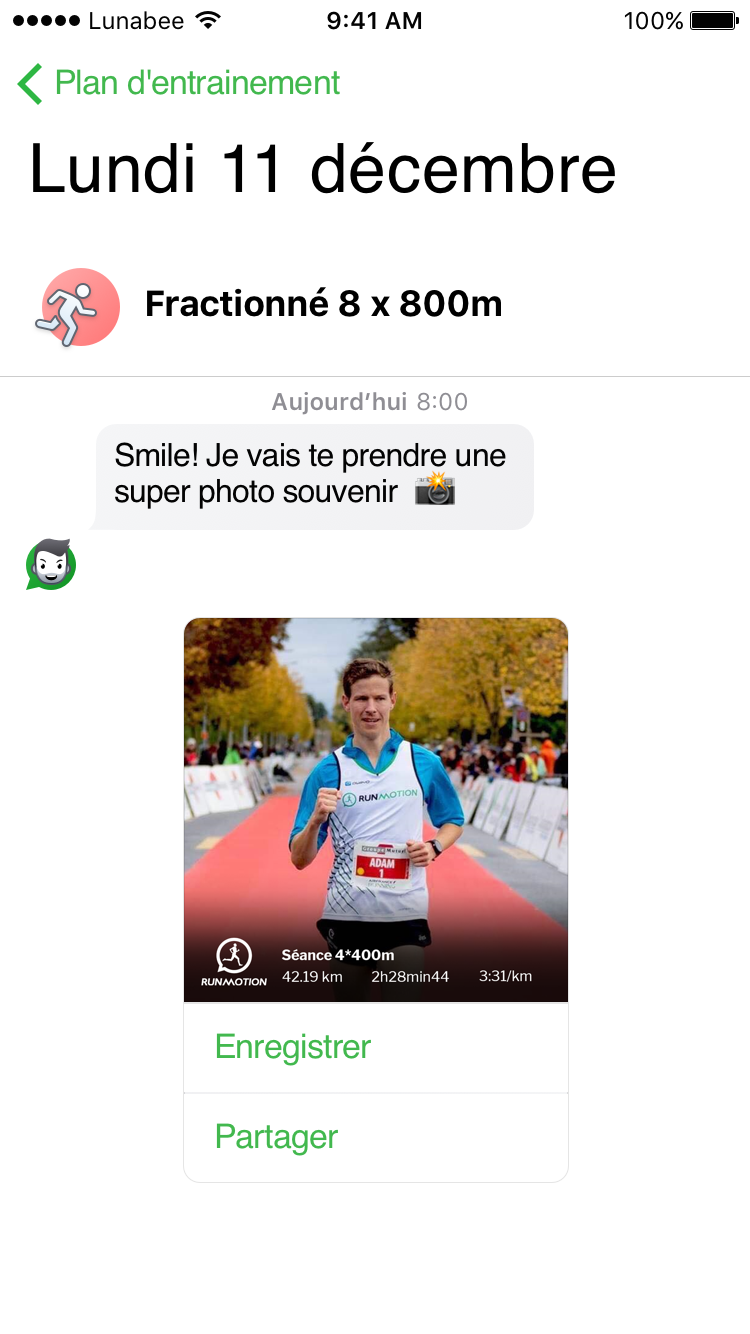 Lunabee 9:41 AM 100%
Plan d'entrainement
Lundi 11 décembre
Fractionné 8 x 800m
Aujourd’hui 8:00
Smile! Je vais te prendre une
super photo souvenir 📸
RUNMOTION
ADAM
1
Séance 4*400m
RUNMOTION 42.19 km 2h28min44 3:31/km
Enregistrer
Partager